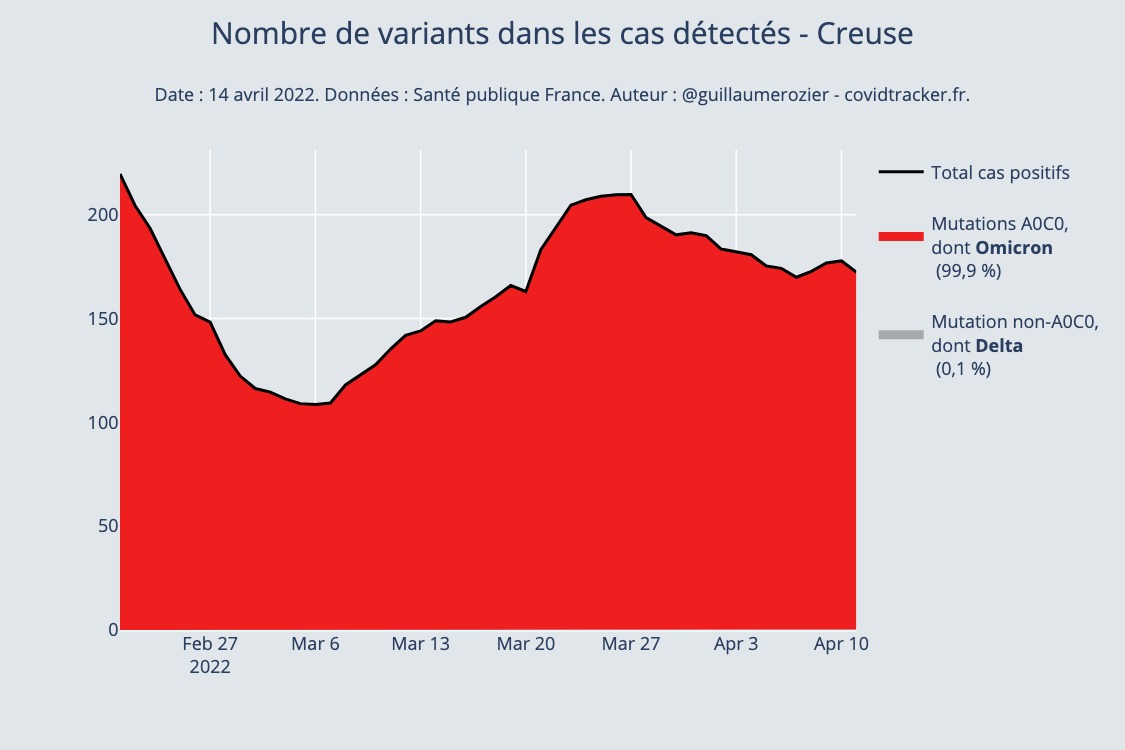 Nombre de variants dans les cas détectés - Creuse
Date : 14 avril 2022. Données : Santé publique France. Auteur : @guillaumerozier - covidtracker.fr.
Total cas positifs
Mutations A0C0,
dont Omicron
(99,9 %)
Mutation non-A0C0,
dont Delta
(0,1 %)
200
150
100
50
0
Feb 27
2022
Mar 6
Mar 13
Mar 20
Mar 27
Apr 3
Apr 10